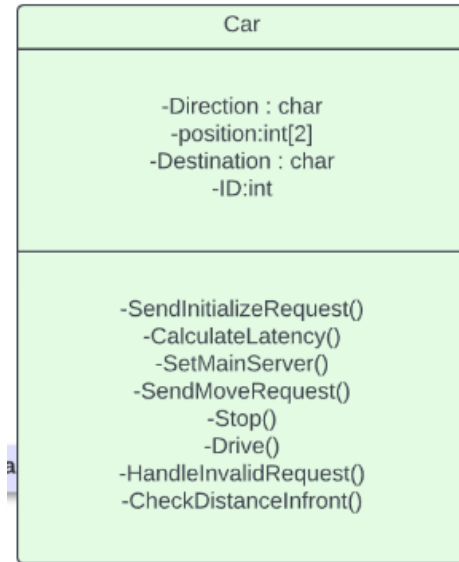 Car
-Direction : char
-position:int[2]
-Destination : char
-ID:int
-SendInitializeRequest()
-CalculateLatency()
-SetMainServer()
-SendMoveRequest()
-Stop()
-Drive()
a
-HandleInvalidRequest()
-CheckDistanceInfront()